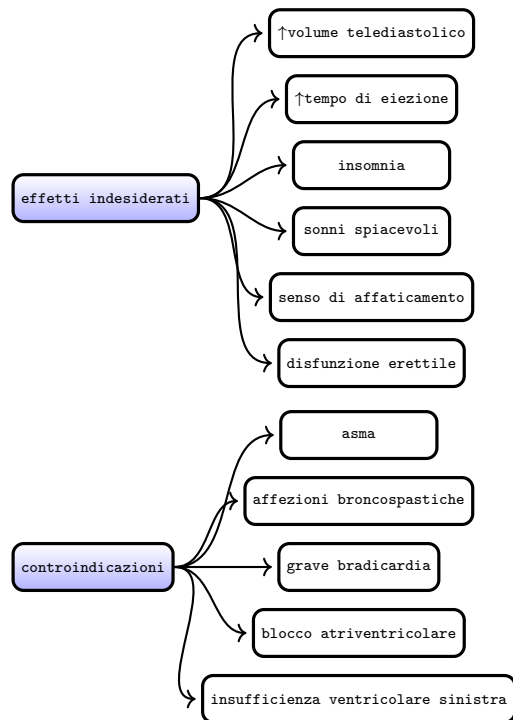 effetti indesiderati
↑volume telediastolico
↑tempo di eiezione
insomnia
sonni spiacevoli
senso di affaticamento
disfunzione erettile
controindicazioni
asma
affezioni broncospastiche
grave bradicardia
blocco atriventricolare
insufficienza ventricolare sinistra